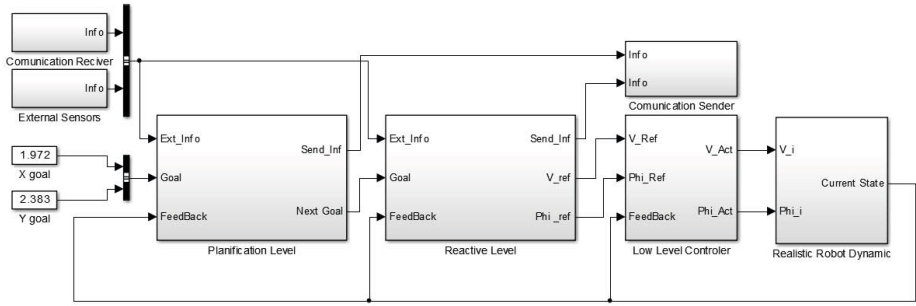 Info
Comunication Reciver
Info
External Sensors
1.972
X goal
2.383
Y goal
Ext_Info
Goal
FeedBack
Send_Inf
Next Goal
Planification Level
Ext_Info
Goal
FeedBack
Send_Inf
V_ref
Phi_ref
Reactive Level
Info
Info
Comunication Sender
V_Ref
Phi_Ref
FeedBack
V_Act
Phi_Act
Low Level Controler
V_i
Phi_i
Current State
Realistic Robot Dynamic